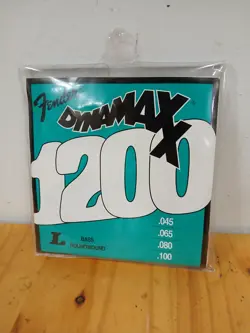 Fender
DYNAMAXX
1200
L BASS
.045
.065
.080
.100